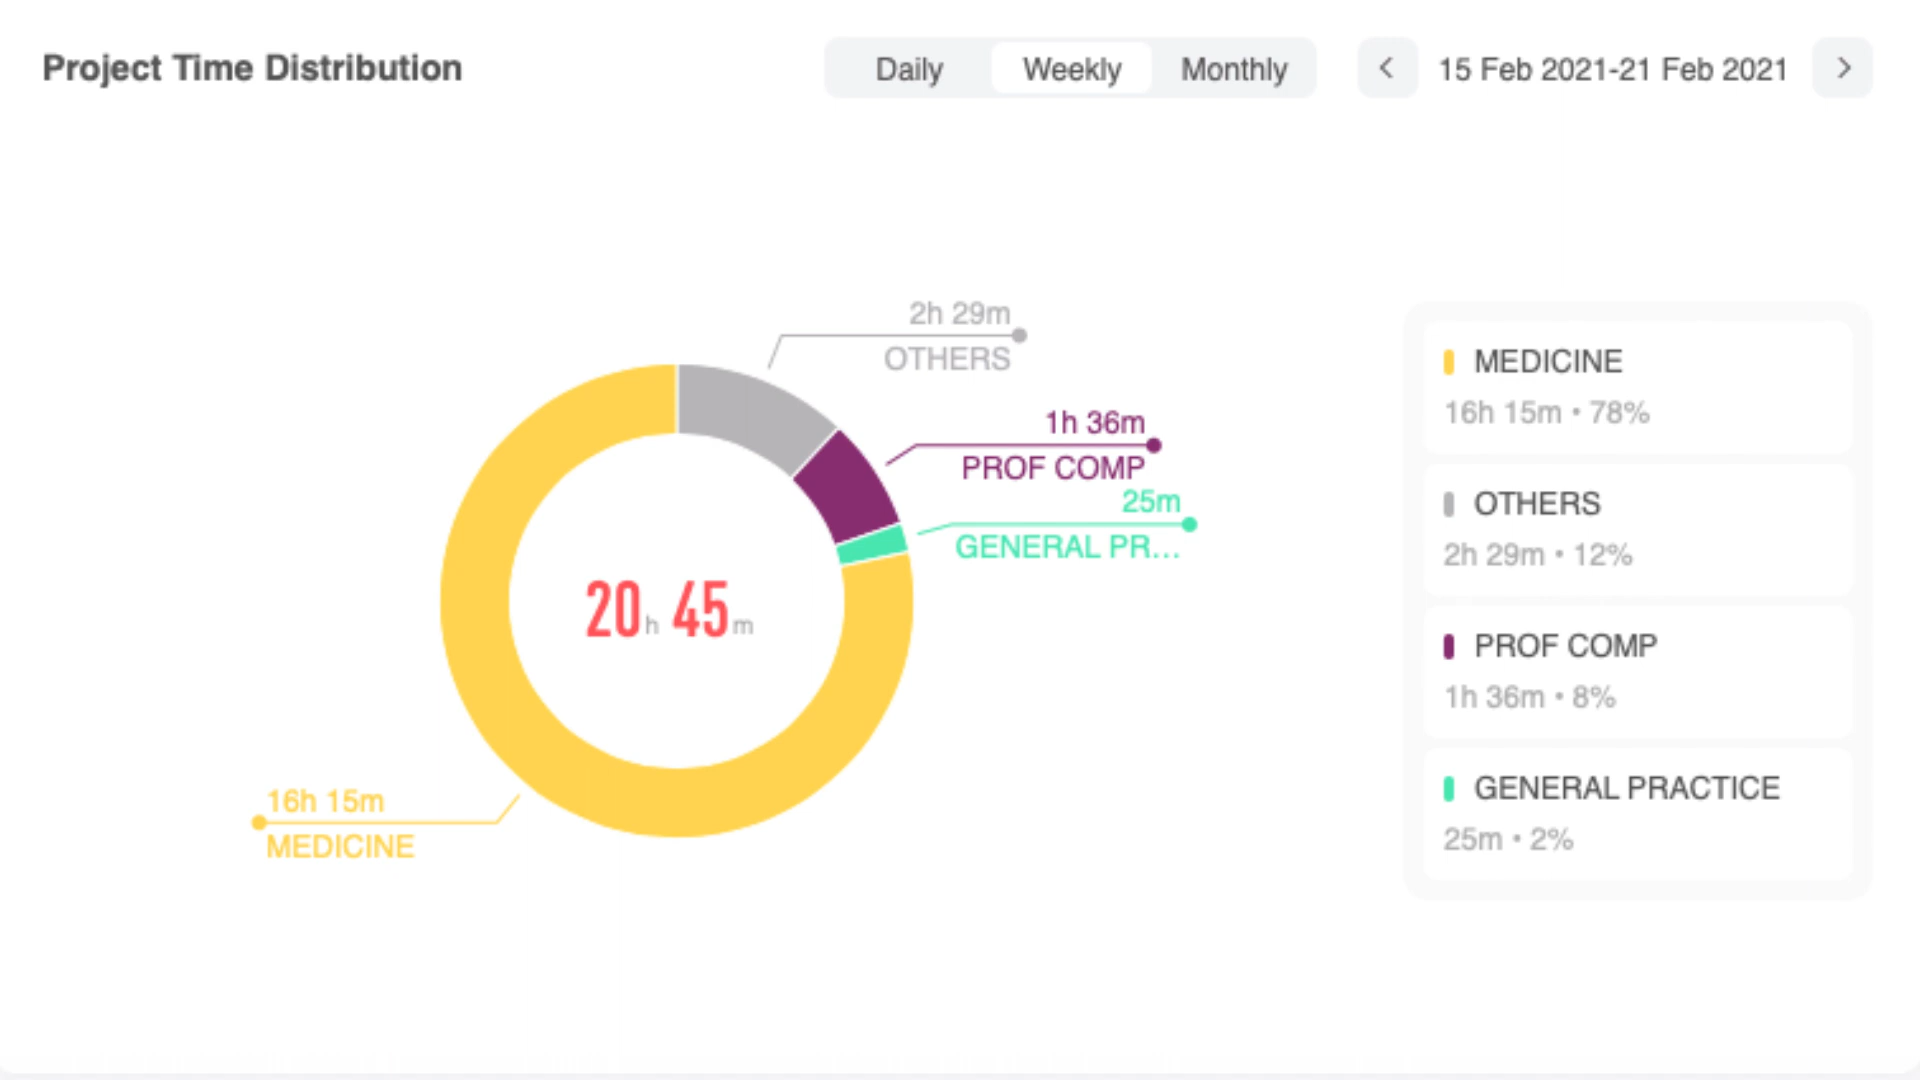 Project Time Distribution
Daily Weekly Monthly
15 Feb 2021-21 Feb 2021
2h 29m
OTHERS
1h 36m
PROF COMP
25m
GENERAL PR...
20h 45m
16h 15m
MEDICINE
MEDICINE
16h 15m • 78%
OTHERS
2h 29m • 12%
PROF COMP
1h 36m • 8%
GENERAL PRACTICE
25m • 2%